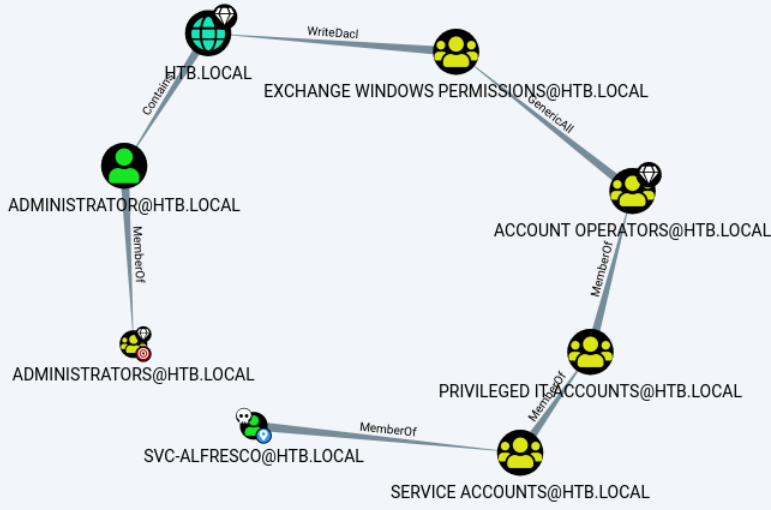 WriteDacl
HTB.LOCAL
EXCHANGE WINDOWS PERMISSIONS@HTB.LOCAL
Contains
GenericAll
ADMINISTRATOR@HTB.LOCAL
ACCOUNT OPERATORS@HTB.LOCAL
MemberOf
MemberOf
ADMINISTRATORS@HTB.LOCAL
PRIVILEGED IT ACCOUNTS@HTB.LOCAL
MemberOf
MemberOf
SVC-ALFRESCO@HTB.LOCAL
SERVICE ACCOUNTS@HTB.LOCAL